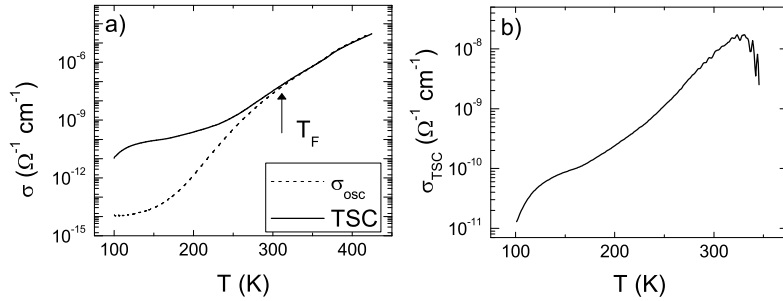 a)
10^-6
10^-9
10^-12
10^-15
σ (Ω^-1 cm^-1)
T_F
σ_osc
TSC
100
200
300
400
T (K)
b)
10^-8
10^-9
10^-10
10^-11
σ_TSC (Ω^-1 cm^-1)
100
200
300
T (K)